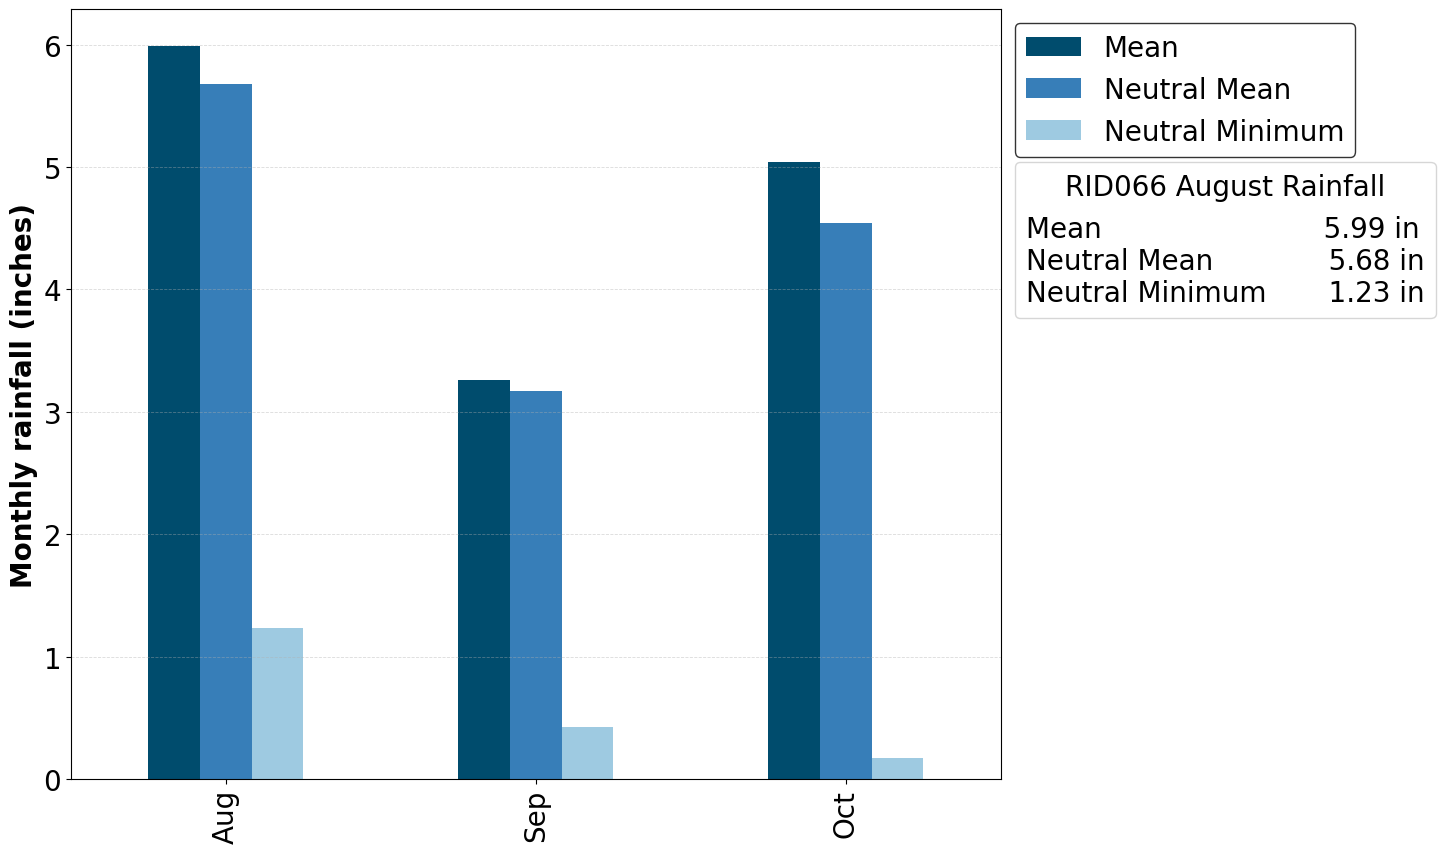 Monthly rainfall (inches)
6
5
4
3
2
1
0
Aug
Sep
Oct
Mean
Neutral Mean
Neutral Minimum
RID066 August Rainfall
Mean 5.99 in
Neutral Mean 5.68 in
Neutral Minimum 1.23 in